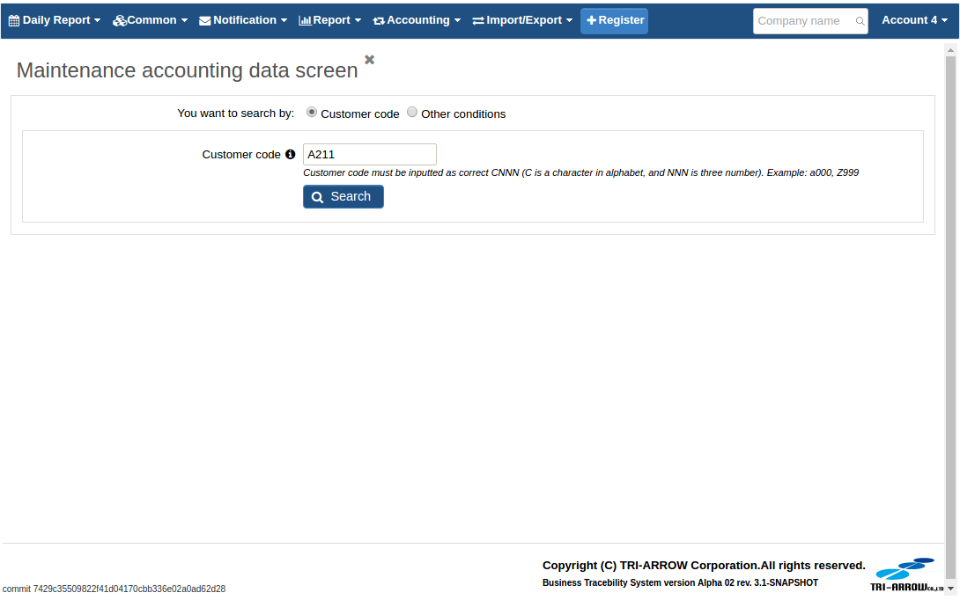 Daily Report Common Notification Report Accounting Import/Export Register Company name Account 4
Maintenance accounting data screen
You want to search by: Customer code Other conditions
Customer code A211
Customer code must be inputted as correct CNNN (C is a character in alphabet, and NNN is three number). Example: a000, Z999
Search
Copyright (C) TRI-ARROW Corporation.All rights reserved.
Business Tracebility System version Alpha 02 rev. 3.1-SNAPSHOT
TRI-ARROW CO.,LTD
commit 7429c35509822f41d04170cbb336e02a0ad62d28